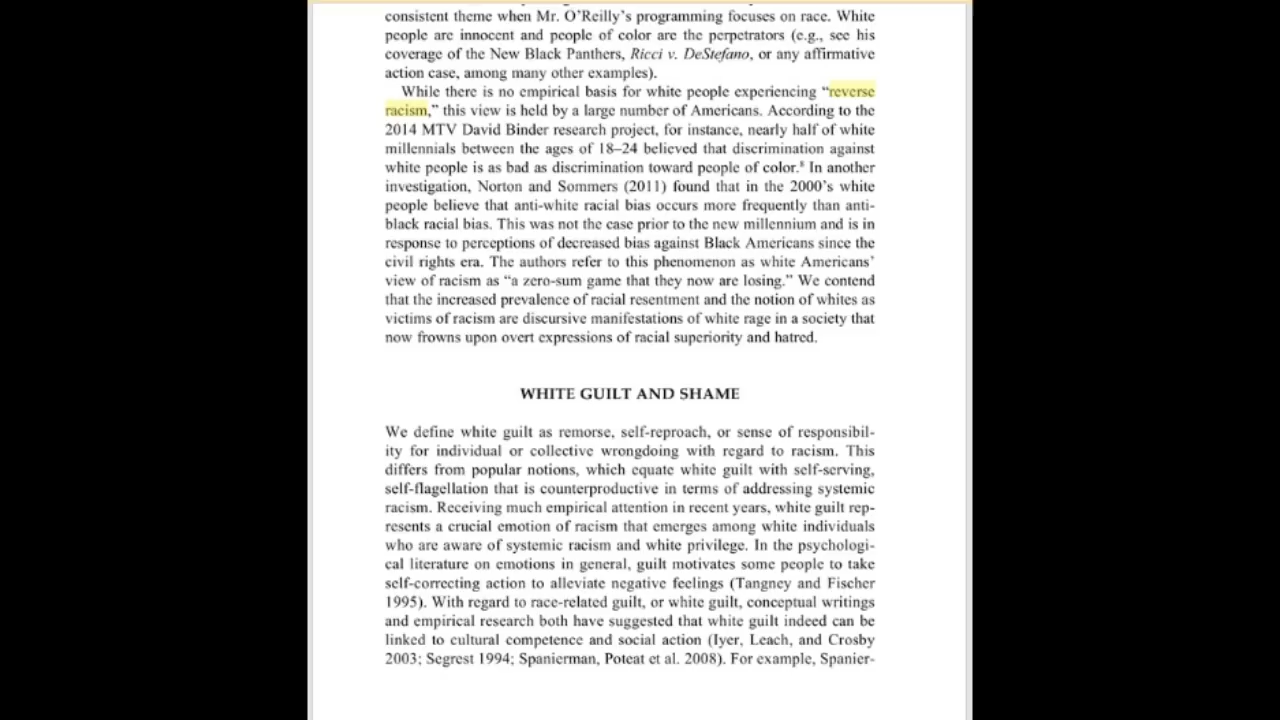 consistent theme when Mr. O'Reilly's programming focuses on race. White
people are innocent and people of color are the perpetrators (e.g., see his
coverage of the New Black Panthers, Ricci v. DeStefano, or any affirmative
action case, among many other examples).
While there is no empirical basis for white people experiencing “reverse
racism,” this view is held by a large number of Americans. According to the
2014 MTV David Binder research project, for instance, nearly half of white
millennials between the ages of 18–24 believed that discrimination against
white people is as bad as discrimination toward people of color.⁸ In another
investigation, Norton and Sommers (2011) found that in the 2000's white
people believe that anti-white racial bias occurs more frequently than anti-
black racial bias. This was not the case prior to the new millennium and is in
response to perceptions of decreased bias against Black Americans since the
civil rights era. The authors refer to this phenomenon as white Americans'
view of racism as “a zero-sum game that they now are losing.” We contend
that the increased prevalence of racial resentment and the notion of whites as
victims of racism are discursive manifestations of white rage in a society that
now frowns upon overt expressions of racial superiority and hatred.
WHITE GUILT AND SHAME
We define white guilt as remorse, self-reproach, or sense of responsibil-
ity for individual or collective wrongdoing with regard to racism. This
differs from popular notions, which equate white guilt with self-serving,
self-flagellation that is counterproductive in terms of addressing systemic
racism. Receiving much empirical attention in recent years, white guilt rep-
resents a crucial emotion of racism that emerges among white individuals
who are aware of systemic racism and white privilege. In the psychologi-
cal literature on emotions in general, guilt motivates some people to take
self-correcting action to alleviate negative feelings (Tangney and Fischer
1995). With regard to race-related guilt, or white guilt, conceptual writings
and empirical research both have suggested that white guilt indeed can be
linked to cultural competence and social action (Iyer, Leach, and Crosby
2003; Segrest 1994; Spanierman, Poteat et al. 2008). For example, Spanier-